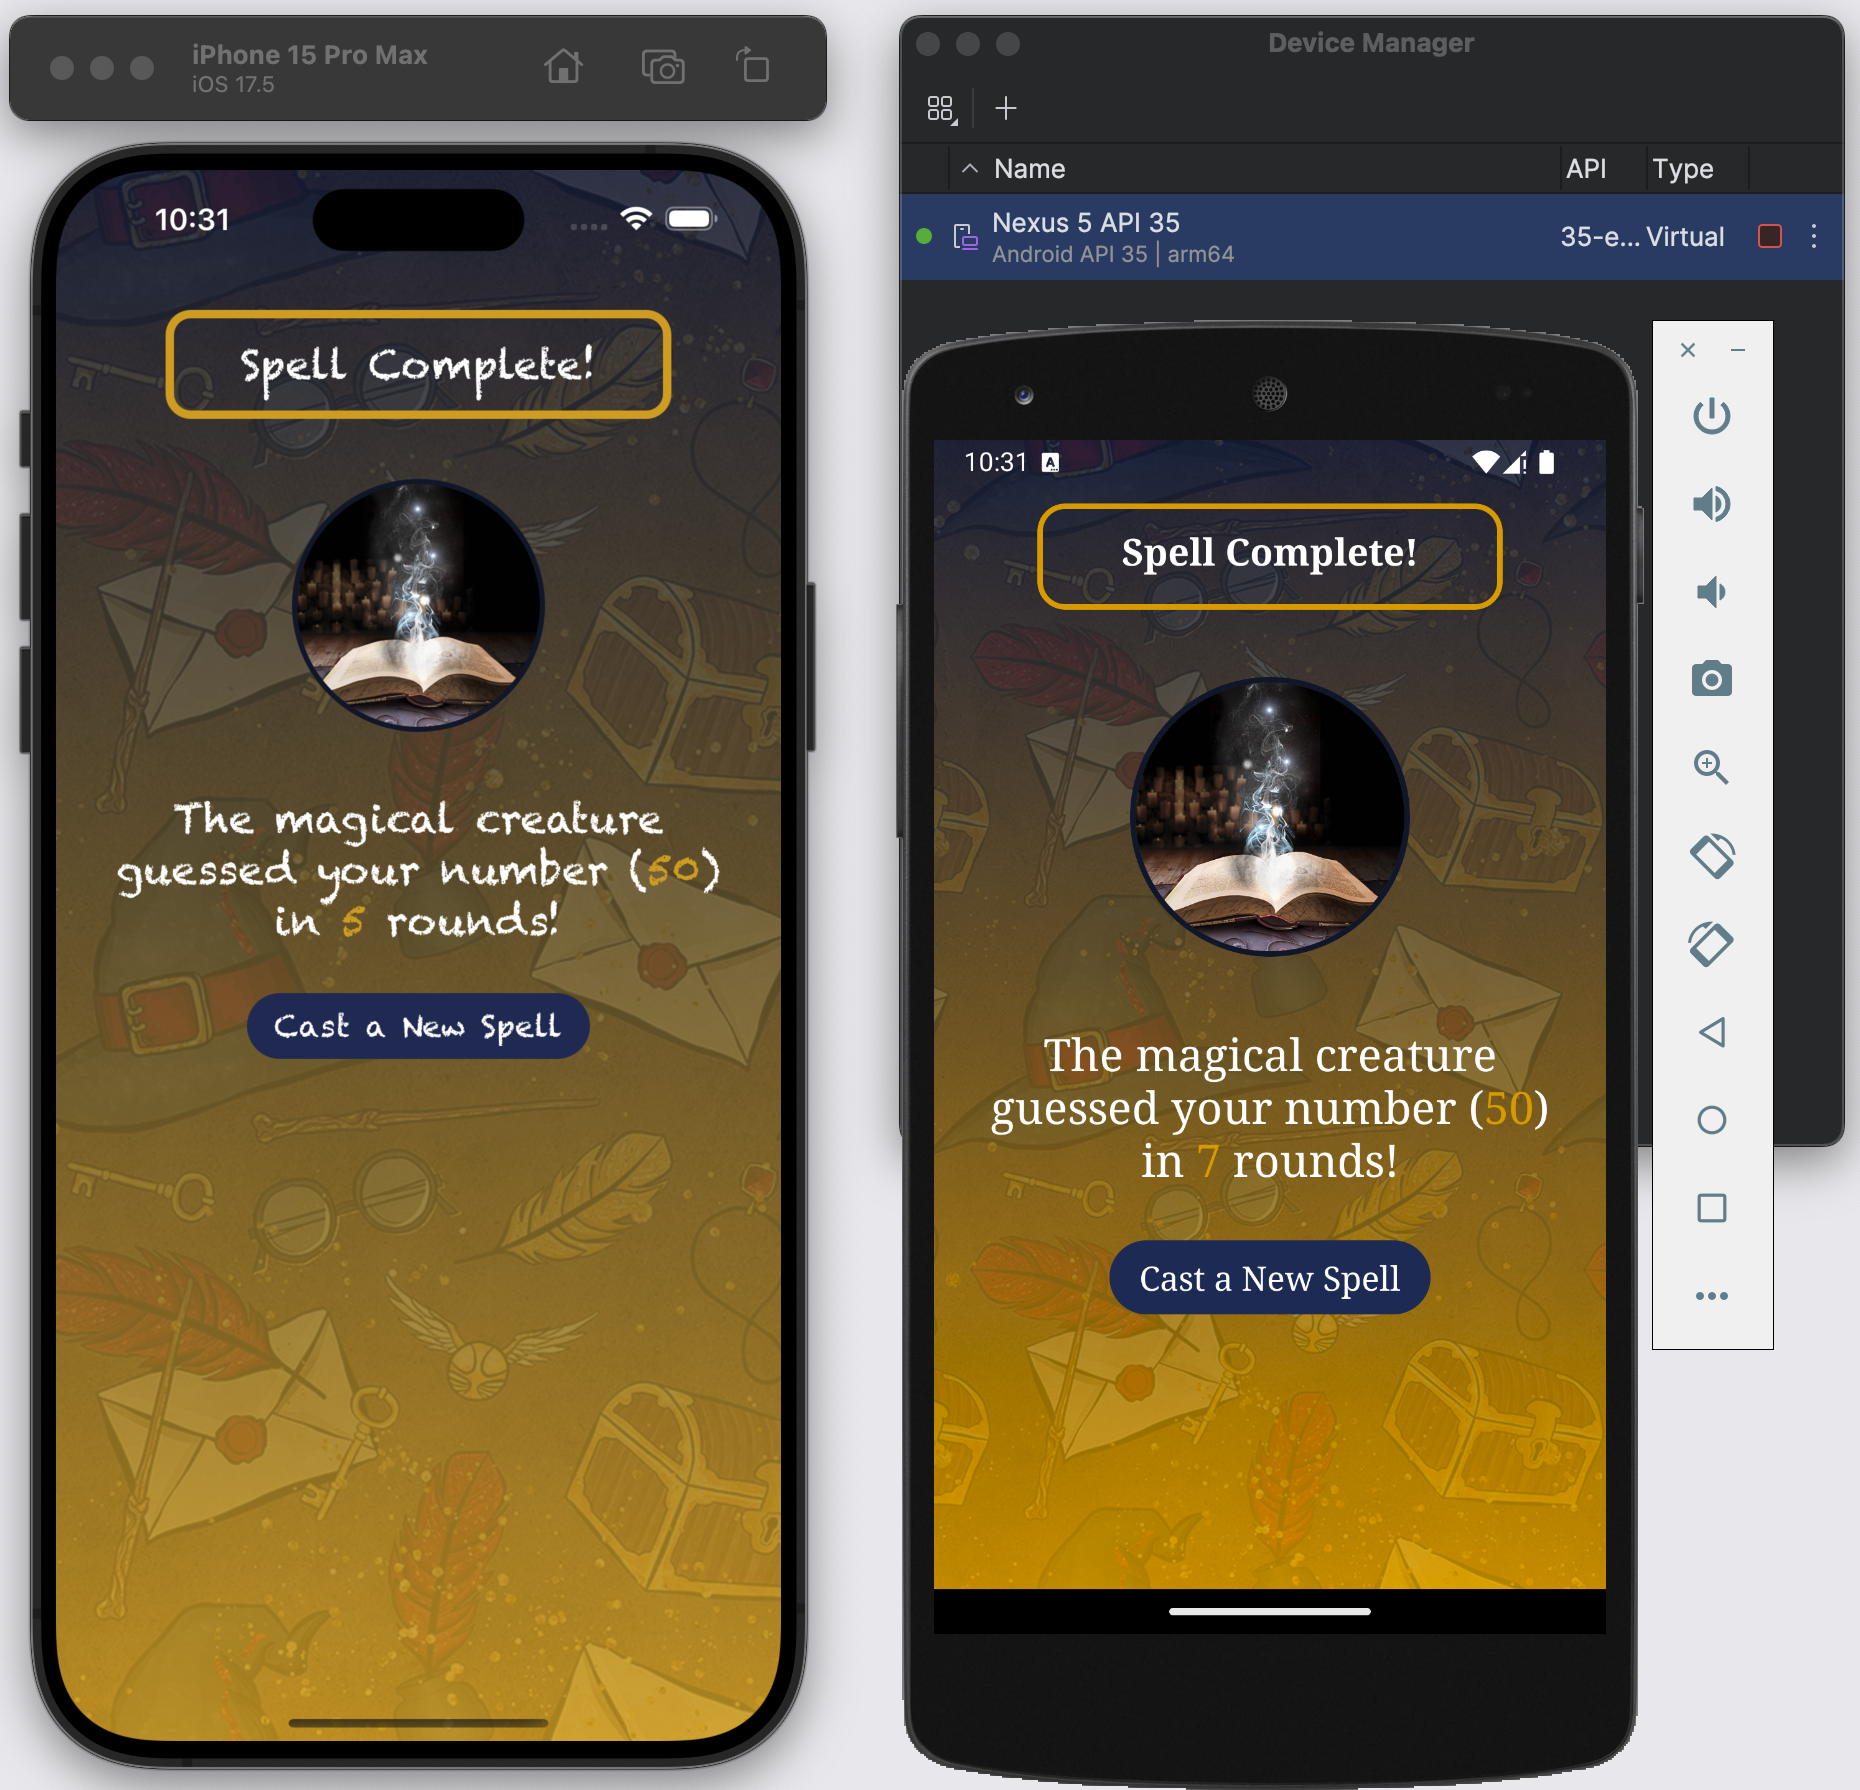 iPhone 15 Pro Max
iOS 17.5
10:31
Spell Complete!
The magical creature
guessed your number (50)
in 5 rounds!
Cast a New Spell
Device Manager
Name API Type
Nexus 5 API 35
Android API 35 | arm64
35-e... Virtual
10:31 A
Spell Complete!
The magical creature
guessed your number (50)
in 7 rounds!
Cast a New Spell